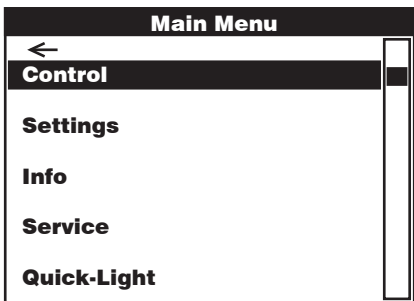 Main Menu
←
Control
Settings
Info
Service
Quick-Light